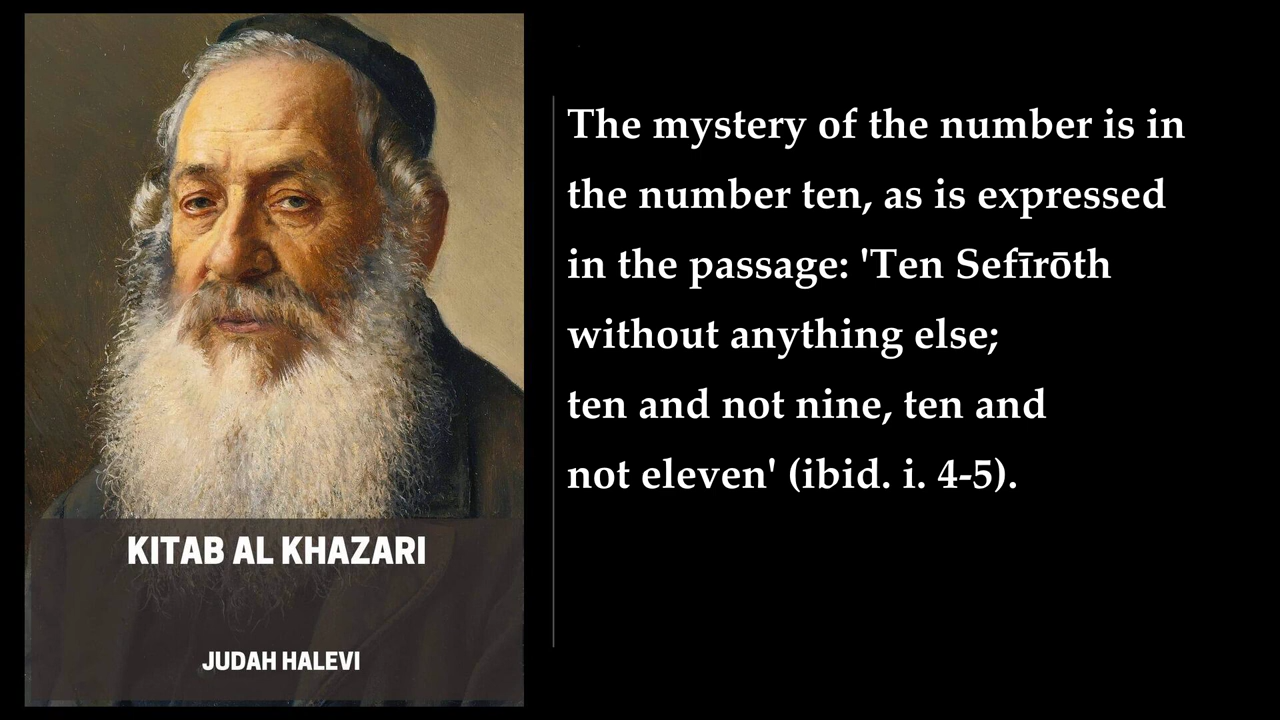 KITAB AL KHAZARI
JUDAH HALEVI
The mystery of the number is in
the number ten, as is expressed
in the passage: 'Ten Sefīrōth
without anything else;
ten and not nine, ten and
not eleven' (ibid. i. 4-5).